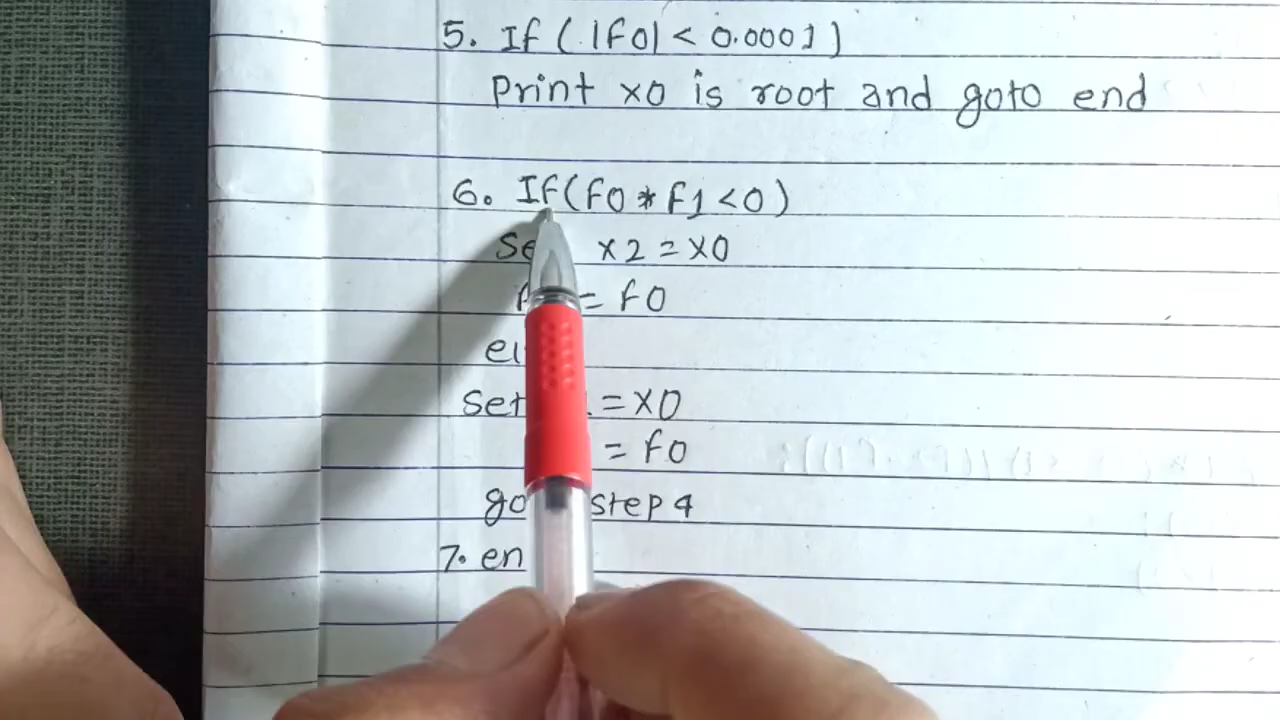 5. If (|f0| < 0.0001)
Print x0 is root and goto end
6. If(f0 * f1 < 0)
x2 = x0
= f0
= x0
= f0
step 4
7.